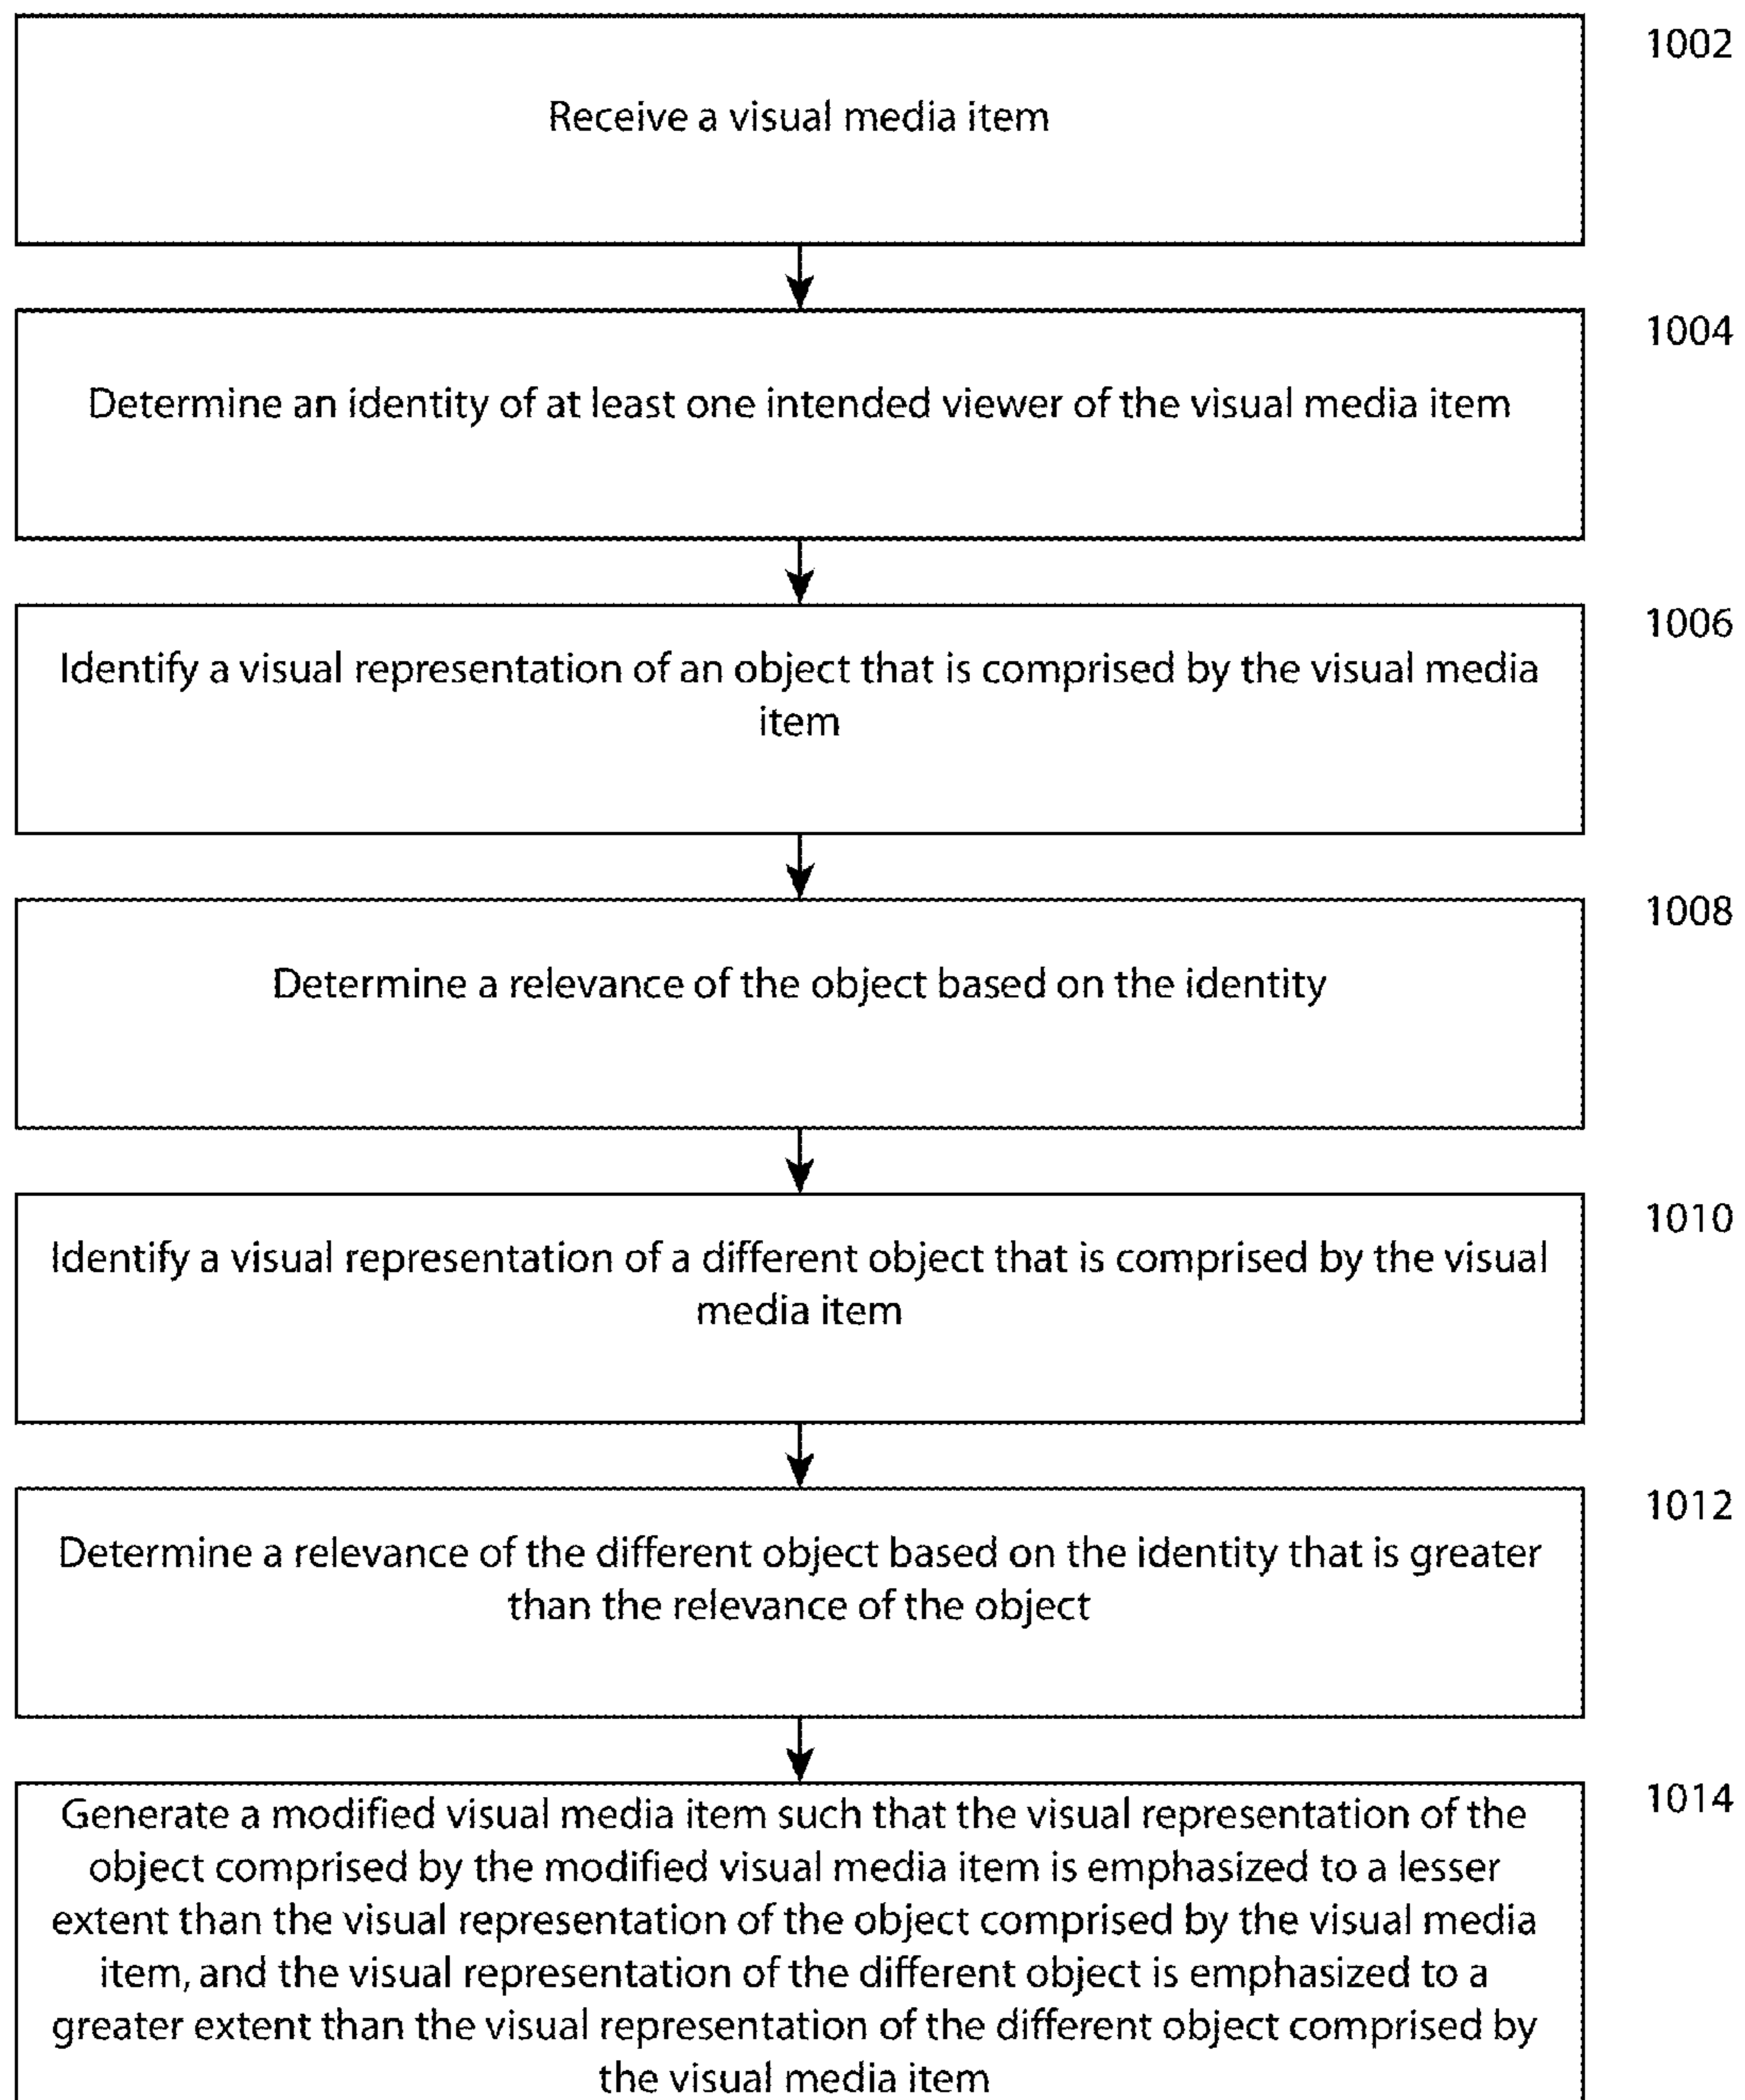 1002
Receive a visual media item
1004
Determine an identity of at least one intended viewer of the visual media item
1006
Identify a visual representation of an object that is comprised by the visual media
item
1008
Determine a relevance of the object based on the identity
1010
Identify a visual representation of a different object that is comprised by the visual
media item
1012
Determine a relevance of the different object based on the identity that is greater
than the relevance of the object
1014
Generate a modified visual media item such that the visual representation of the
object comprised by the modified visual media item is emphasized to a lesser
extent than the visual representation of the object comprised by the visual media
item, and the visual representation of the different object is emphasized to a
greater extent than the visual representation of the different object comprised by
the visual media item